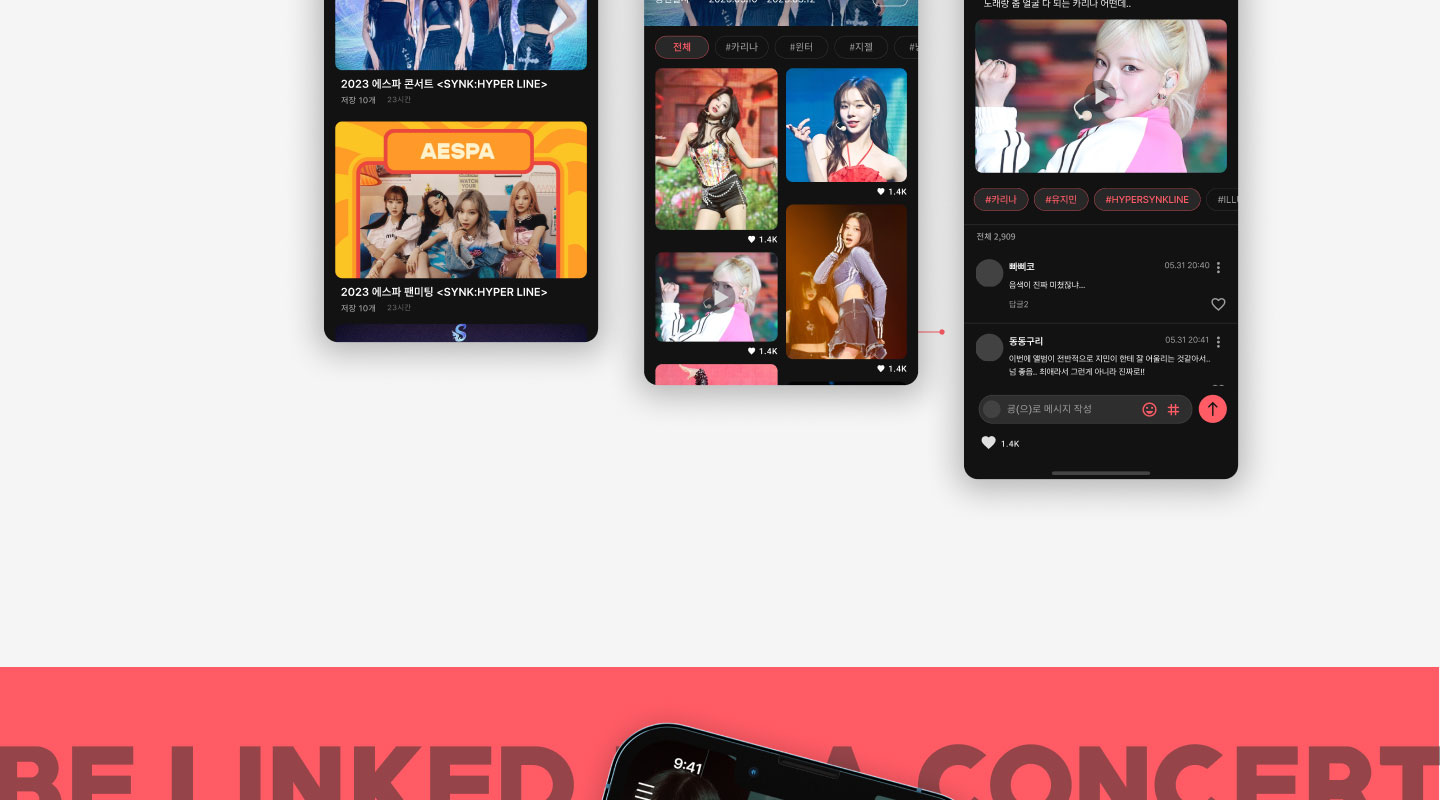 2023 에스파 콘서트 <SYNK:HYPER LINE>
저장 10개 23시간
AESPA
2023 에스파 팬미팅 <SYNK:HYPER LINE>
저장 10개 23시간
전체 #카리나 #윈터 #지젤
1.4K
1.4K
1.4K
1.4K
노래랑 춤 얼굴 다 되는 카리나 어떤데..
#카리나 #유지민 #HYPERSYNKLINE
전체 2,909
빠삐코 05.31 20:40
음색이 진짜 미쳤잖냐...
답글2
동동구리 05.31 20:41
이번에 앨범이 전반적으로 지민이 한테 잘 어울리는 것같아서..
넘 좋음.. 최애라서 그런게 아니라 진짜로!!
콩(으)로 메시지 작성
1.4K
BE LINKED A CONCERT
9:41